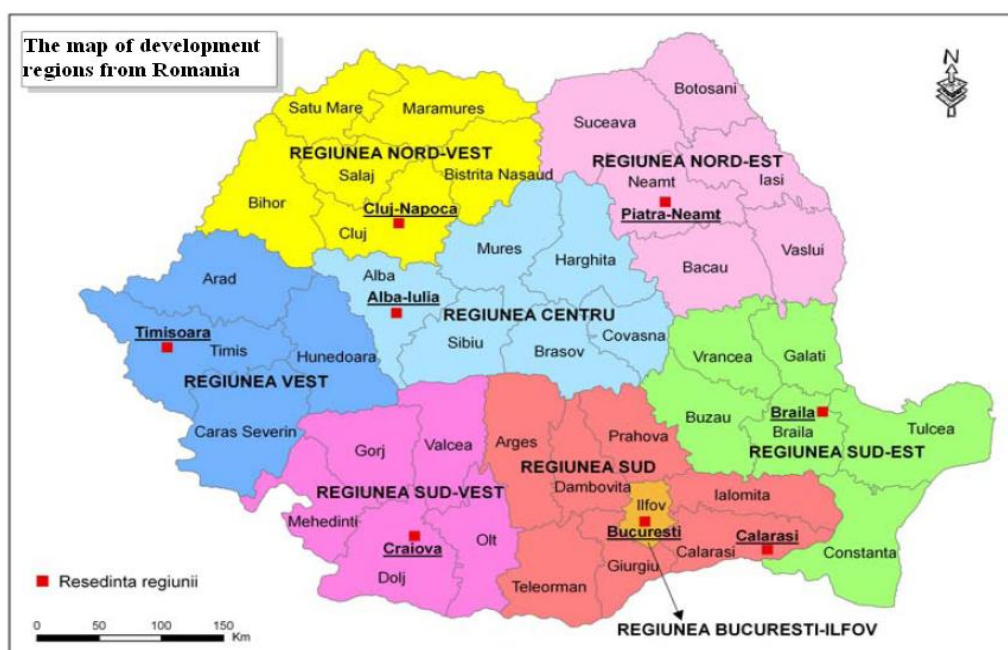 The map of development
regions from Romania
N
Botosani
Satu Mare
Maramures
Suceava
REGIUNEA NORD-VEST
REGIUNEA NORD-EST
Salaj
Bistrita Nasaud
Neamt
Iasi
Bihor
Cluj-Napoca
Piatra-Neamt
Cluj
Mures
Vaslui
Harghita
Bacau
Arad
Alba
Alba-Iulia
REGIUNEA CENTRU
Timisoara
Timis
Hunedoara
Sibiu
Brasov
Covasna
Vrancea
Galati
REGIUNEA VEST
Caras Severin
Buzau
Braila
Braila
Tulcea
Gorj
Valcea
Arges
Prahova
REGIUNEA SUD-EST
REGIUNEA SUD
REGIUNEA SUD-VEST
Dambovita
Ilfov
Ialomita
Mehedinti
Craiova
Olt
Bucuresti
Calarasi
Calarasi
Constanta
Dolj
Teleorman
Giurgiu
Resedinta regiunii
REGIUNEA BUCURESTI-ILFOV
0 50 100 150
Km